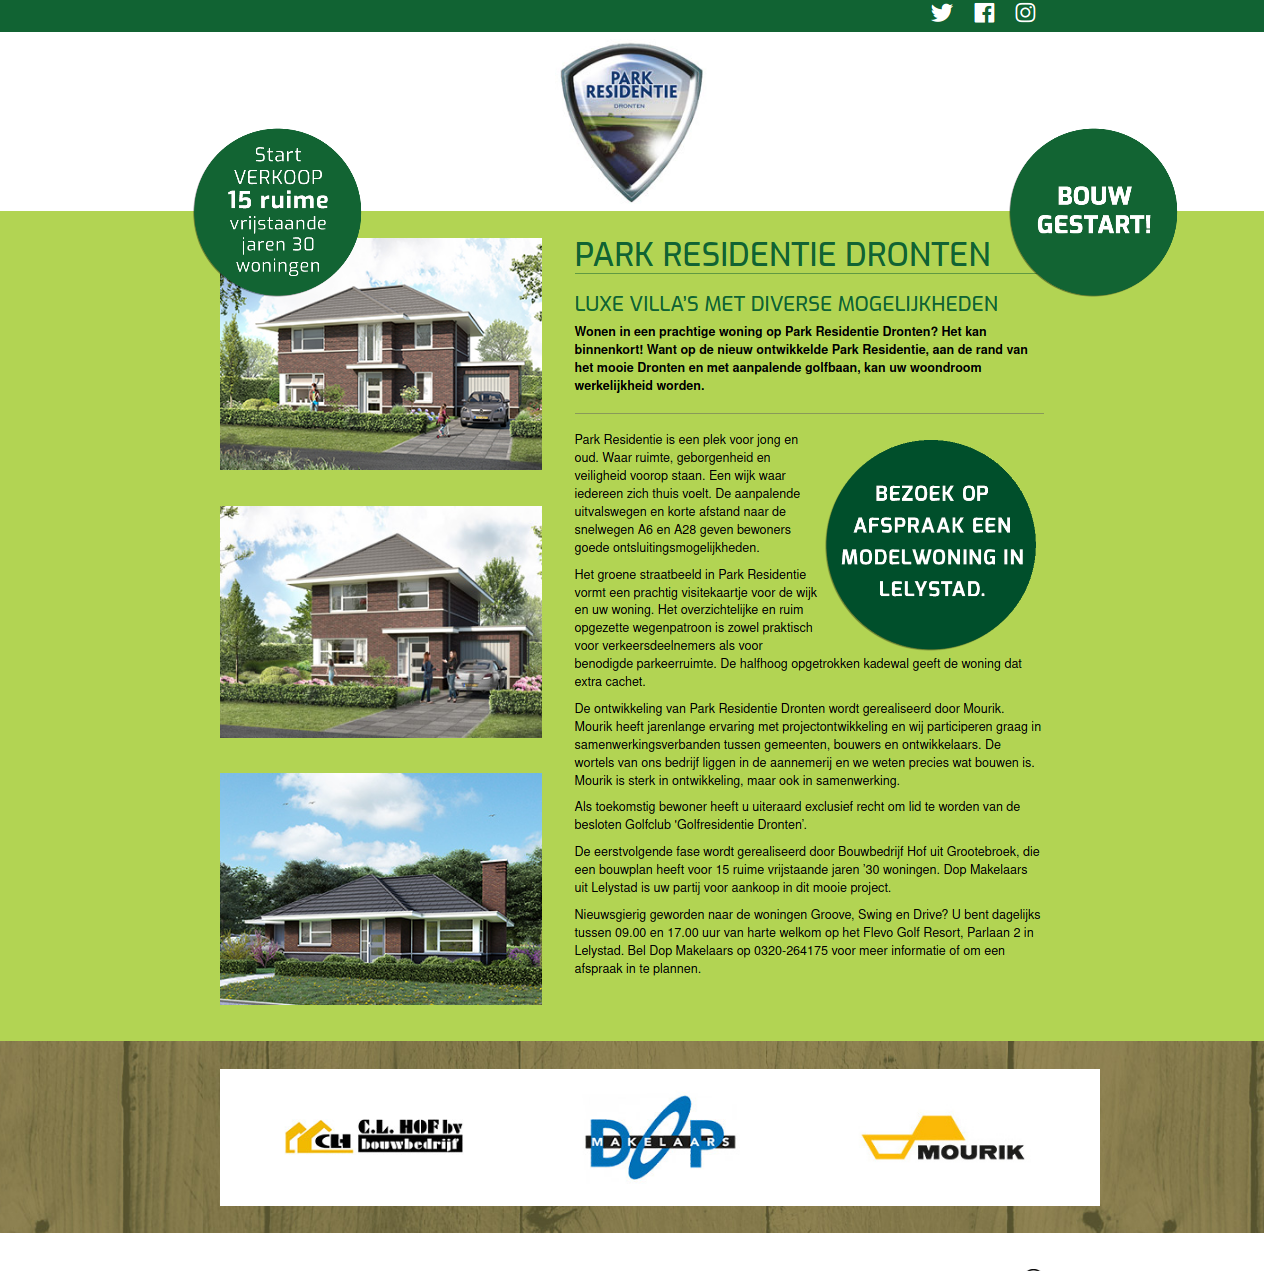 PARK
RESIDENTIE
DRONTEN
Start
VERKOOP
15 ruime
vrijstaande
jaren 30
woningen
BOUW
GESTART!
PARK RESIDENTIE DRONTEN
LUXE VILLA'S MET DIVERSE MOGELIJKHEDEN
Wonen in een prachtige woning op Park Residentie Dronten? Het kan
binnenkort! Want op de nieuw ontwikkelde Park Residentie, aan de rand van
het mooie Dronten en met aanpalende golfbaan, kan uw woondroom
werkelijkheid worden.
Park Residentie is een plek voor jong en
oud. Waar ruimte, geborgenheid en
veiligheid voorop staan. Een wijk waar
iedereen zich thuis voelt. De aanpalende
uitvalswegen en korte afstand naar de
snelwegen A6 en A28 geven bewoners
goede ontsluitingsmogelijkheden.
BEZOEK OP
AFSPRAAK EEN
MODELWONING IN
LELYSTAD.
Het groene straatbeeld in Park Residentie
vormt een prachtig visitekaartje voor de wijk
en uw woning. Het overzichtelijke en ruim
opgezette wegenpatroon is zowel praktisch
voor verkeersdeelnemers als voor
benodigde parkeerruimte. De halfhoog opgetrokken kadewal geeft de woning dat
extra cachet.
De ontwikkeling van Park Residentie Dronten wordt gerealiseerd door Mourik.
Mourik heeft jarenlange ervaring met projectontwikkeling en wij participeren graag in
samenwerkingsverbanden tussen gemeenten, bouwers en ontwikkelaars. De
wortels van ons bedrijf liggen in de aannemerij en we weten precies wat bouwen is.
Mourik is sterk in ontwikkeling, maar ook in samenwerking.
Als toekomstig bewoner heeft u uiteraard exclusief recht om lid te worden van de
besloten Golfclub ‘Golfresidentie Dronten’.
De eerstvolgende fase wordt gerealiseerd door Bouwbedrijf Hof uit Grootebroek, die
een bouwplan heeft voor 15 ruime vrijstaande jaren ’30 woningen. Dop Makelaars
uit Lelystad is uw partij voor aankoop in dit mooie project.
Nieuwsgierig geworden naar de woningen Groove, Swing en Drive? U bent dagelijks
tussen 09.00 en 17.00 uur van harte welkom op het Flevo Golf Resort, Parlaan 2 in
Lelystad. Bel Dop Makelaars op 0320-264175 voor meer informatie of om een
afspraak in te plannen.
CH C.L. HOF bv
bouwbedrijf
DOP
MAKELAARS
MOURIK